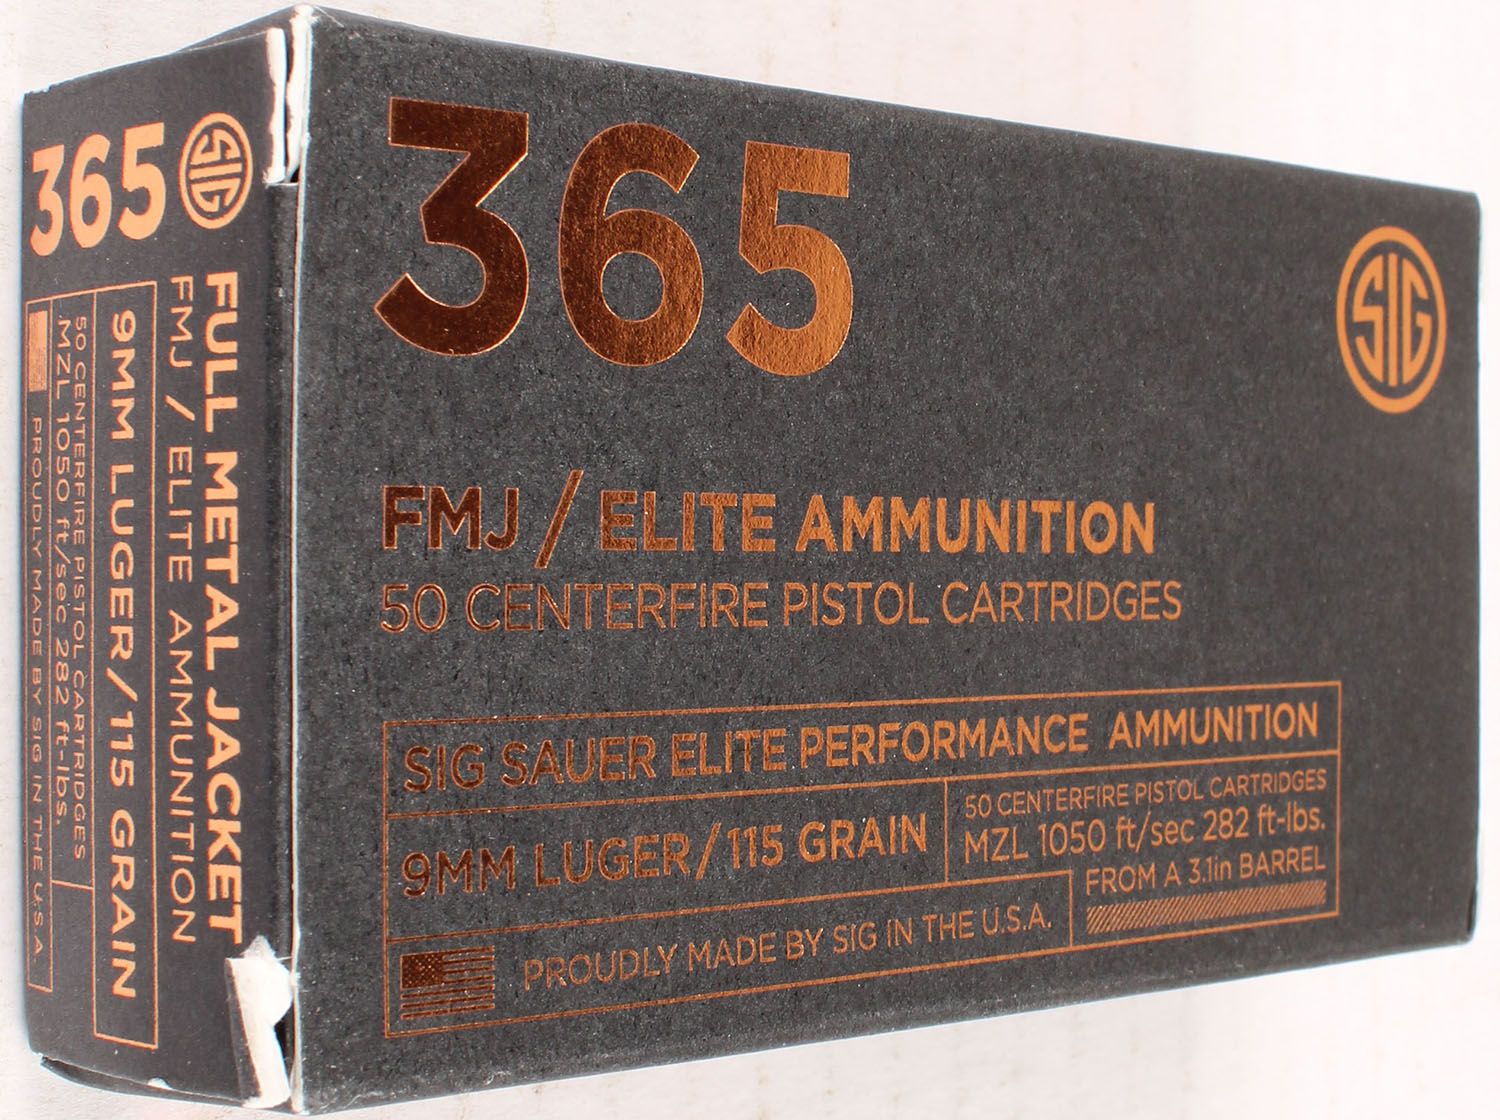 365
SIG
FMJ / ELITE AMMUNITION
50 CENTERFIRE PISTOL CARTRIDGES
SIG SAUER ELITE PERFORMANCE AMMUNITION
9MM LUGER/115 GRAIN
50 CENTERFIRE PISTOL CARTRIDGES
MZL 1050 ft/sec 282 ft-lbs.
FROM A 3.1in BARREL
PROUDLY MADE BY SIG IN THE U.S.A.
365
SIG
FULL METAL JACKET
FMJ / ELITE AMMUNITION
9MM LUGER/115 GRAIN
50 CENTERFIRE PISTOL CARTRIDGES
MZL 1050 ft/sec 282 ft-lbs.
PROUDLY MADE BY SIG IN THE U.S.A.